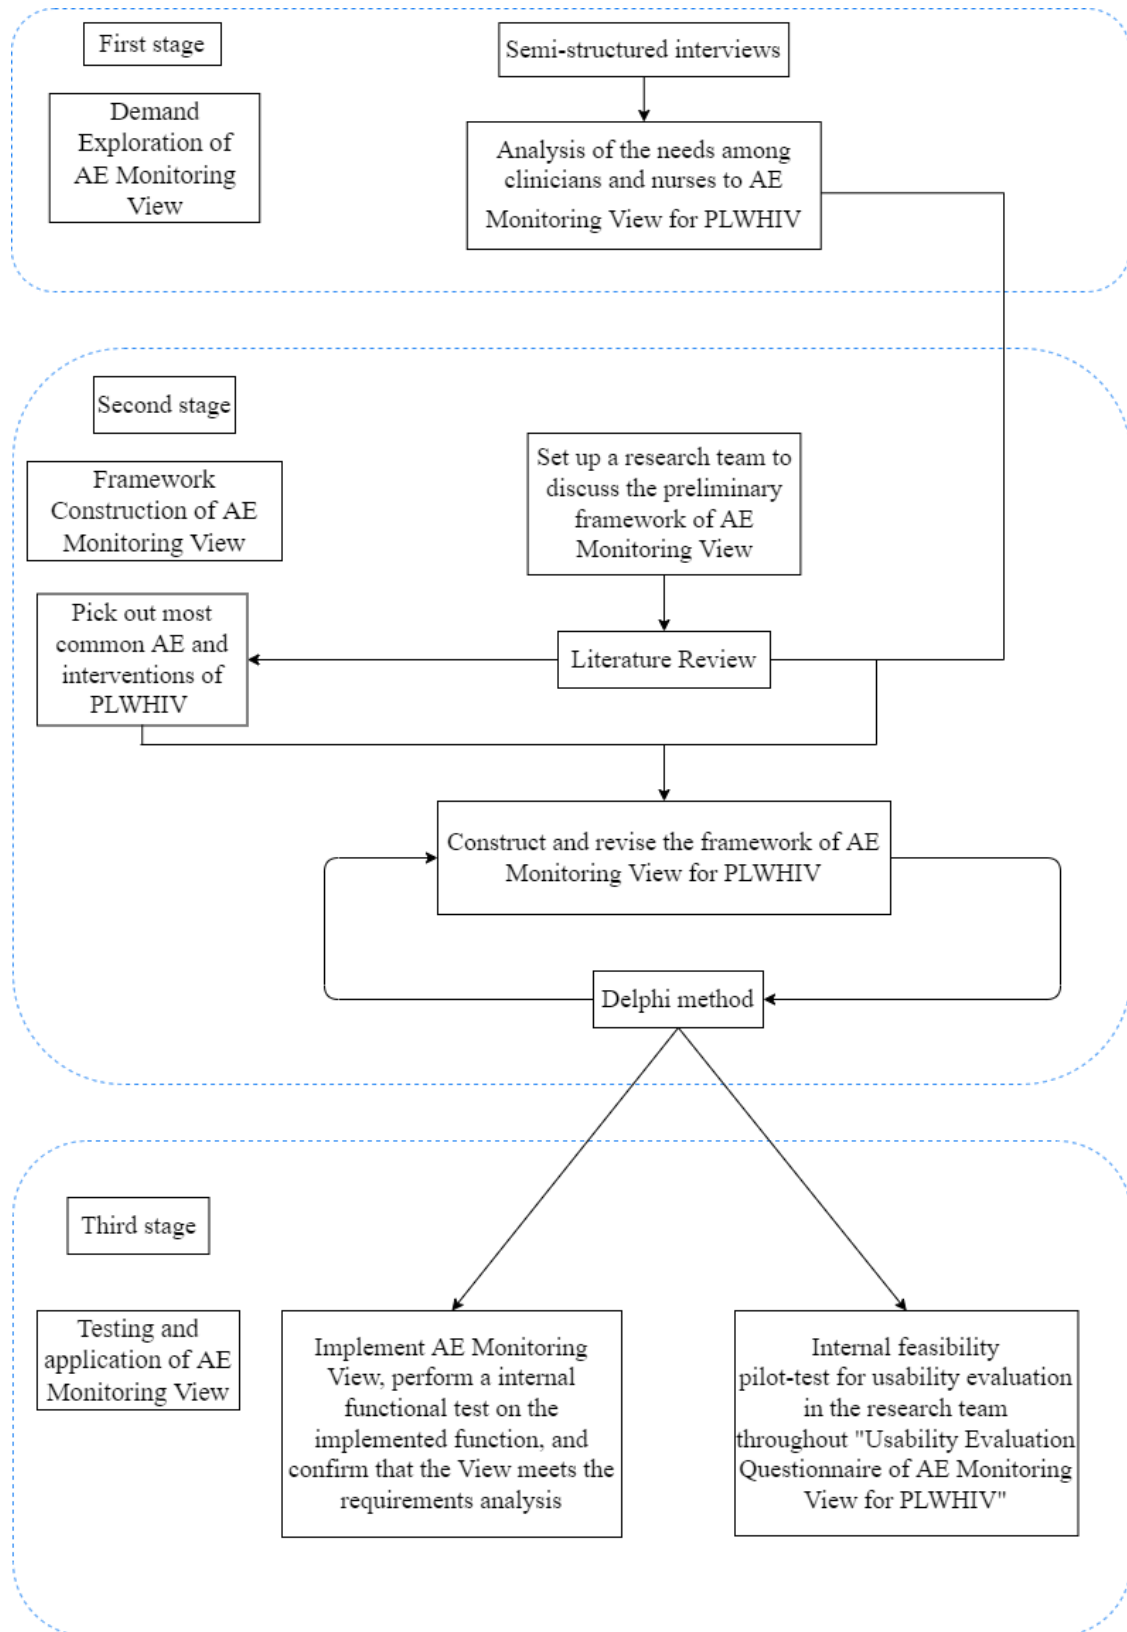 First stage
Demand
Exploration of
AE Monitoring
View
Semi-structured interviews
Analysis of the needs among
clinicians and nurses to AE
Monitoring View for PLWHIV
Second stage
Framework
Construction of AE
Monitoring View
Set up a research team to
discuss the preliminary
framework of AE
Monitoring View
Pick out most
common AE and
interventions of
PLWHIV
Literature Review
Construct and revise the framework of AE
Monitoring View for PLWHIV
Delphi method
Third stage
Testing and
application of AE
Monitoring View
Implement AE Monitoring
View, perform a internal
functional test on the
implemented function, and
confirm that the View meets the
requirements analysis
Internal feasibility
pilot-test for usability evaluation
in the research team
throughout "Usability Evaluation
Questionnaire of AE Monitoring
View for PLWHIV"